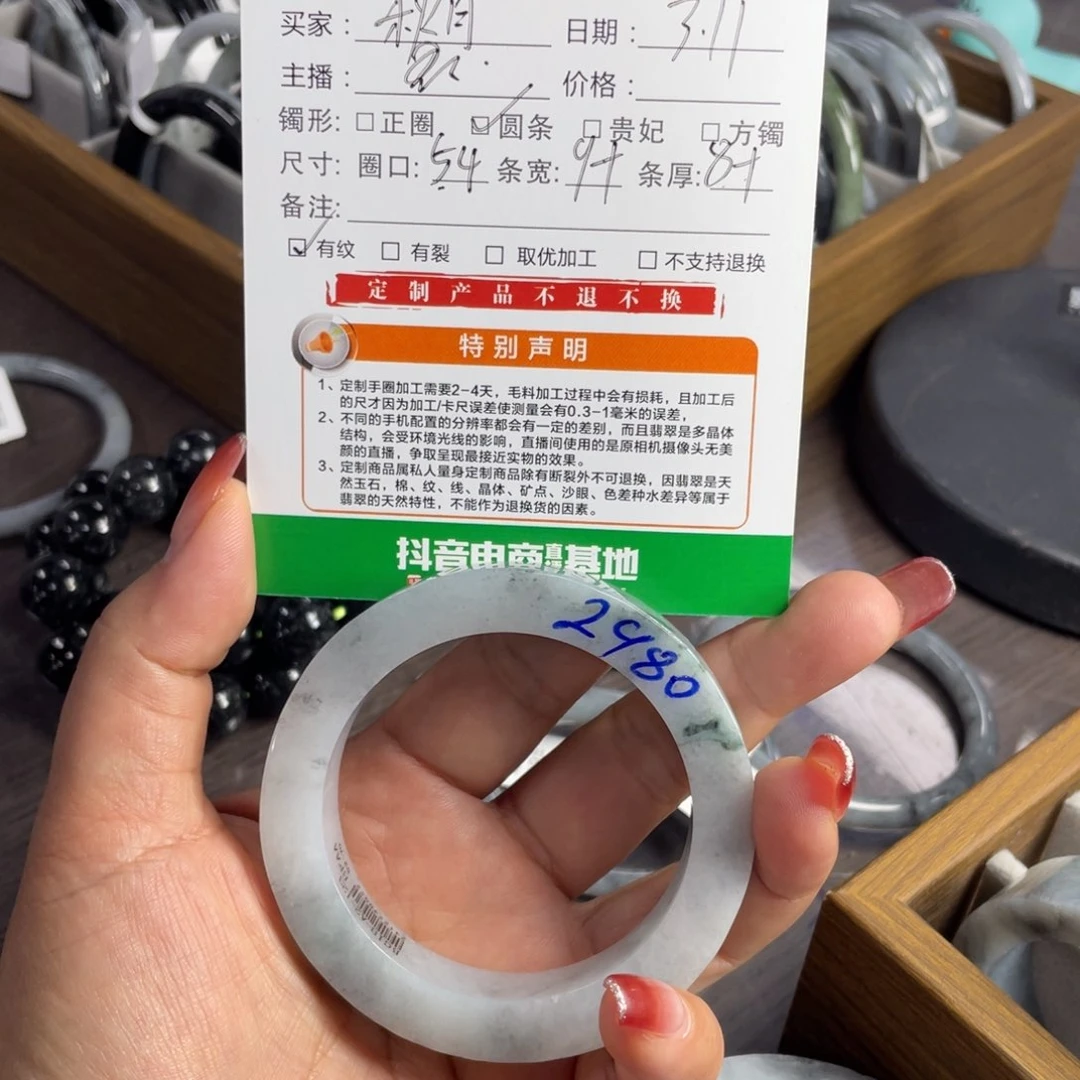 买家：秋月 日期：3.11
主播： 价格：
镯形: □正圈 ☑圆条 □贵妃 □方镯
尺寸: 圈口: 54 条宽: 9+ 条厚: 8+
备注:
☑有纹 □有裂 □取优加工 □不支持退换
定制产品不退不换
特别声明
1、定制手圈加工需要2-4天，毛料加工过程中会有损耗，且加工后
的尺才因为加工/卡尺误差使测量会有0.3-1毫米的误差，
2、不同的手机配置的分辨率都会有一定的差别，而且翡翠是多晶体
结构，会受环境光线的影响，直播间使用的是原相机摄像头无美
颜的直播，争取呈现最接近实物的效果。
3、定制商品属私人量身定制商品除有断裂外不可退换，因翡翠是天
然玉石，棉、纹、线、晶体、矿点、沙眼、色差种水差异等属于
翡翠的天然特性，不能作为退换货的因素。
抖音电商直播基地
2480